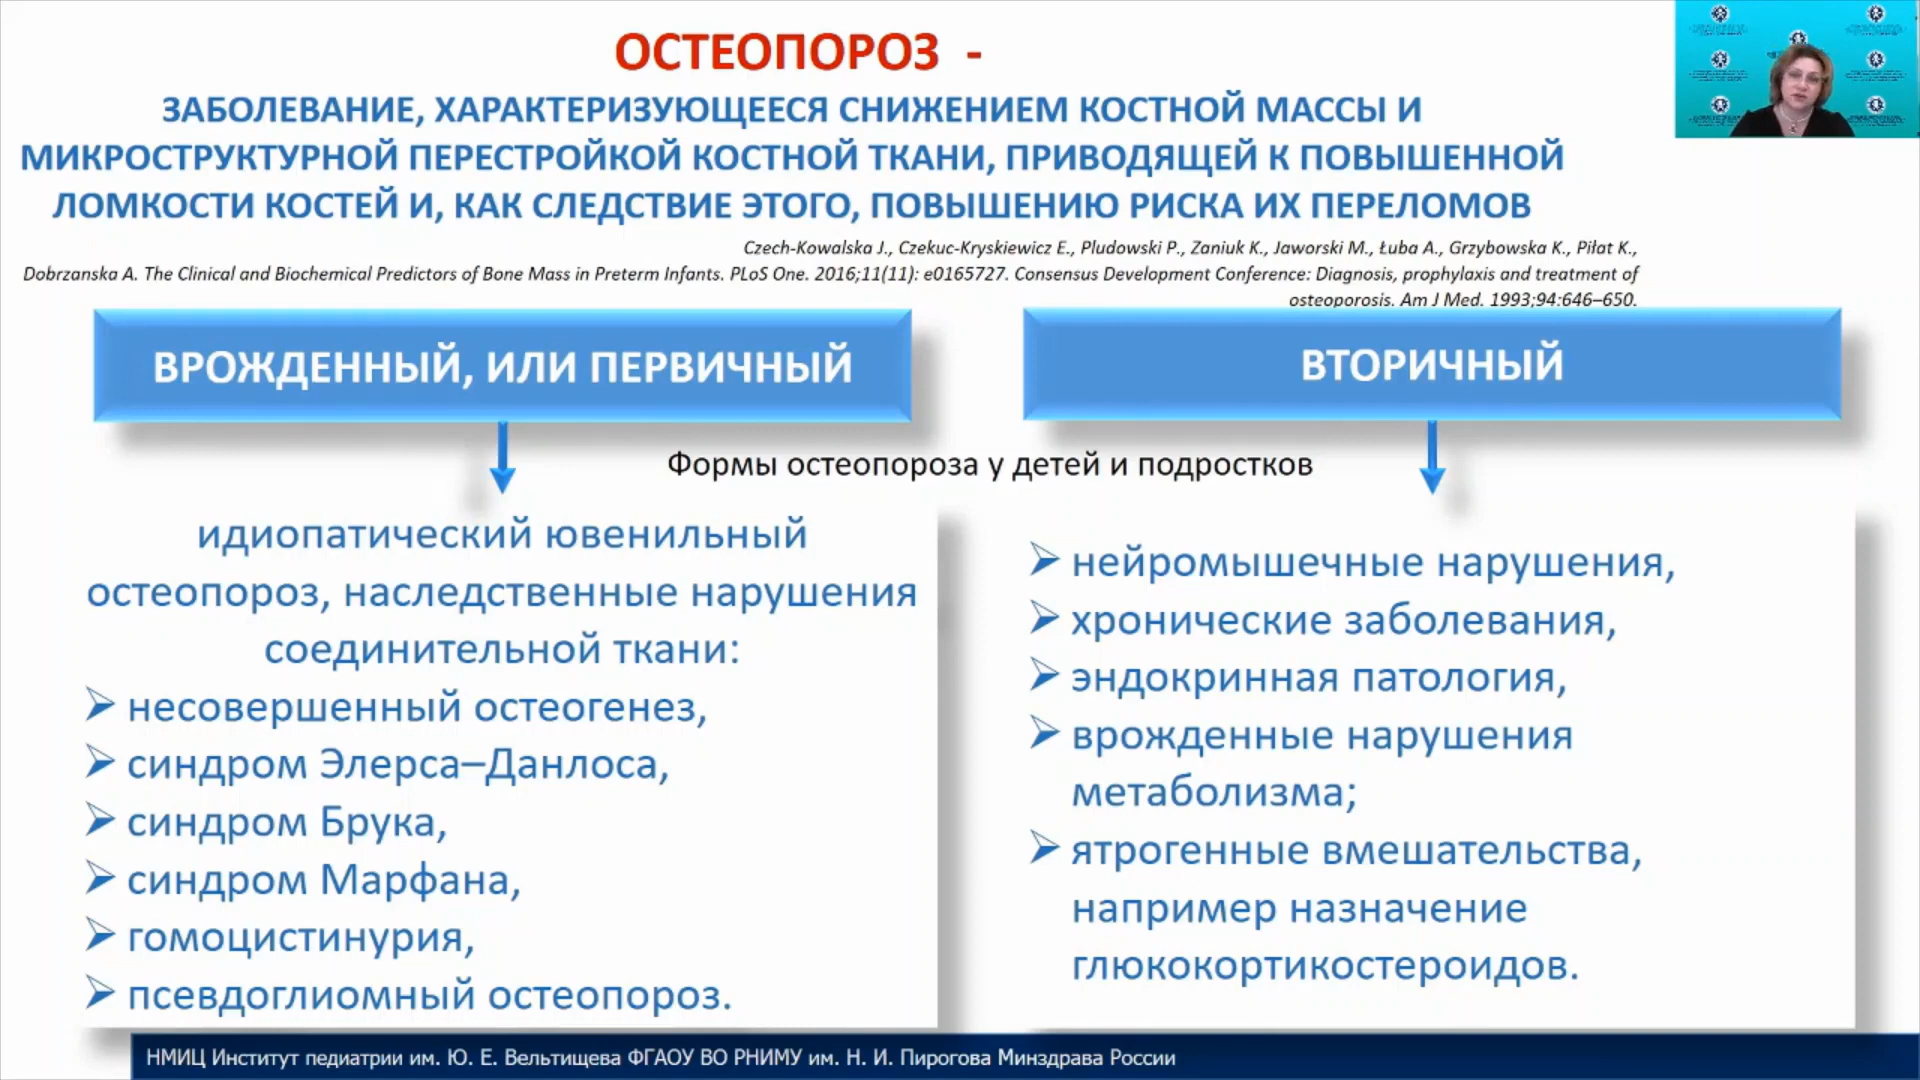 ОСТЕОПОРОЗ -
ЗАБОЛЕВАНИЕ, ХАРАКТЕРИЗУЮЩЕЕСЯ СНИЖЕНИЕМ КОСТНОЙ МАССЫ И
МИКРОСТРУКТУРНОЙ ПЕРЕСТРОЙКОЙ КОСТНОЙ ТКАНИ, ПРИВОДЯЩЕЙ К ПОВЫШЕННОЙ
ЛОМКОСТИ КОСТЕЙ И, КАК СЛЕДСТВИЕ ЭТОГО, ПОВЫШЕНИЮ РИСКА ИХ ПЕРЕЛОМОВ
Czech-Kowalska J., Czekuc-Kryskiewicz E., Pludowski P., Zaniuk K., Jaworski M., Łuba A., Grzybowska K., Piłat K.,
Dobrzanska A. The Clinical and Biochemical Predictors of Bone Mass in Preterm Infants. PLoS One. 2016;11(11): e0165727. Consensus Development Conference: Diagnosis, prophylaxis and treatment of
osteoporosis. Am J Med. 1993;94:646–650.
ВРОЖДЕННЫЙ, ИЛИ ПЕРВИЧНЫЙ
ВТОРИЧНЫЙ
Формы остеопороза у детей и подростков
идиопатический ювенильный
остеопороз, наследственные нарушения
соединительной ткани:
несовершенный остеогенез,
синдром Элерса–Данлоса,
синдром Брука,
синдром Марфана,
гомоцистинурия,
псевдоглиомный остеопороз.
нейромышечные нарушения,
хронические заболевания,
эндокринная патология,
врожденные нарушения
метаболизма;
ятрогенные вмешательства,
например назначение
глюкокортикостероидов.
НМИЦ Институт педиатрии им. Ю. Е. Вельтищева ФГАОУ ВО РНИМУ им. Н. И. Пирогова Минздрава России